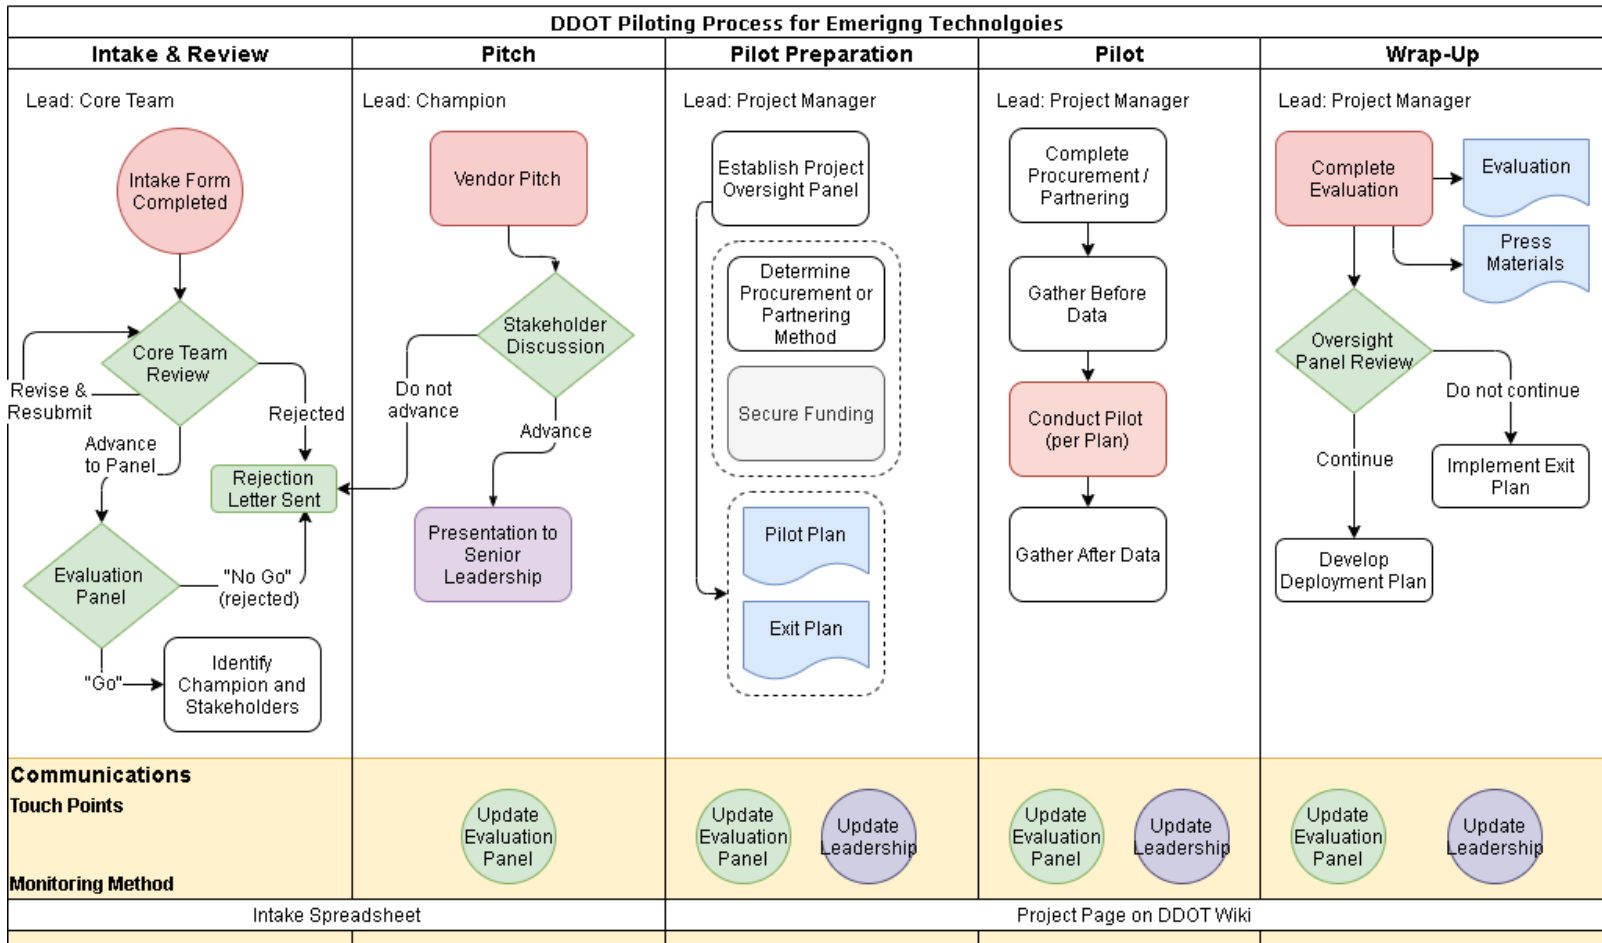 DDOT Piloting Process for Emerigng Technolgoies
Intake & Review
Pitch
Pilot Preparation
Pilot
Wrap-Up
Lead: Core Team
Intake Form
Completed
Core Team
Review
Revise &
Resubmit
Rejected
Advance
to Panel
Rejection
Letter Sent
Evaluation
Panel
"No Go"
(rejected)
"Go"
Identify
Champion and
Stakeholders
Lead: Champion
Vendor Pitch
Stakeholder
Discussion
Do not
advance
Advance
Presentation to
Senior
Leadership
Lead: Project Manager
Establish Project
Oversight Panel
Determine
Procurement or
Partnering
Method
Secure Funding
Pilot Plan
Exit Plan
Lead: Project Manager
Complete
Procurement /
Partnering
Gather Before
Data
Conduct Pilot
(per Plan)
Gather After Data
Lead: Project Manager
Complete
Evaluation
Evaluation
Press
Materials
Oversight
Panel Review
Do not continue
Continue
Implement Exit
Plan
Develop
Deployment Plan
Communications
Touch Points
Update
Evaluation
Panel
Update
Evaluation
Panel
Update
Leadership
Update
Evaluation
Panel
Update
Leadership
Update
Evaluation
Panel
Update
Leadership
Monitoring Method
Intake Spreadsheet
Project Page on DDOT Wiki